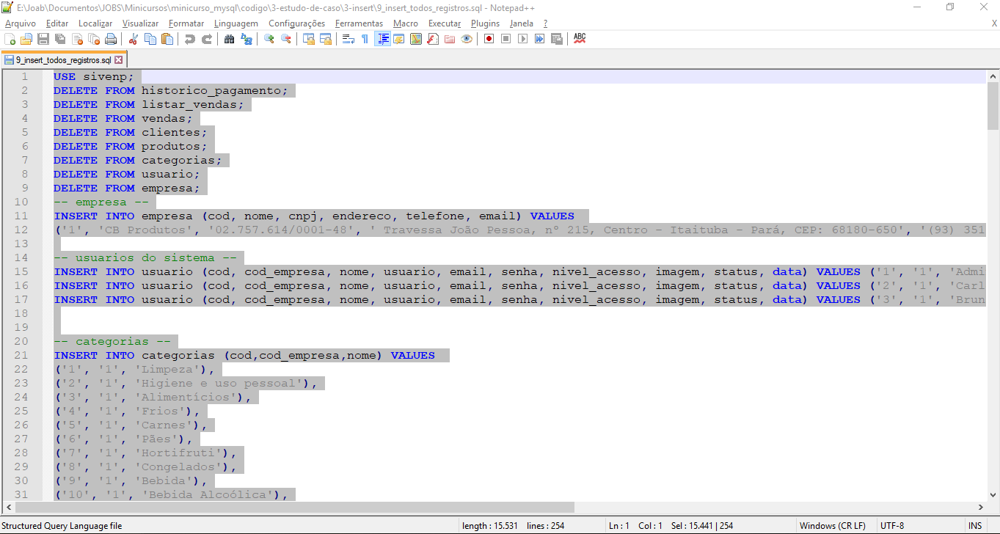 E:\Joab\Documentos\JOBS\Minicursos\minicurso_mysql\codigo\3-estudo-de-caso\3-insert\9_insert_todos_registros.sql - Notepad++
Arquivo Editar Localizar Visualizar Formatar Linguagem Configurações Ferramentas Macro Executar Plugins Janela ? X
ABC
9_insert_todos_registros.sql
1 USE sivenp;
2 DELETE FROM historico_pagamento;
3 DELETE FROM listar_vendas;
4 DELETE FROM vendas;
5 DELETE FROM clientes;
6 DELETE FROM produtos;
7 DELETE FROM categorias;
8 DELETE FROM usuario;
9 DELETE FROM empresa;
10 -- empresa --
11 INSERT INTO empresa (cod, nome, cnpj, endereco, telefone, email) VALUES
12 ('1', 'CB Produtos', '02.757.614/0001-48', ' Travessa João Pessoa, nº 215, Centro - Itaituba - Pará, CEP: 68180-650', '(93) 351
13
14 -- usuarios do sistema --
15 INSERT INTO usuario (cod, cod_empresa, nome, usuario, email, senha, nivel_acesso, imagem, status, data) VALUES ('1', '1', 'Admi
16 INSERT INTO usuario (cod, cod_empresa, nome, usuario, email, senha, nivel_acesso, imagem, status, data) VALUES ('2', '1', 'Carl
17 INSERT INTO usuario (cod, cod_empresa, nome, usuario, email, senha, nivel_acesso, imagem, status, data) VALUES ('3', '1', 'Brun
18
19
20 -- categorias --
21 INSERT INTO categorias (cod,cod_empresa,nome) VALUES
22 ('1', '1', 'Limpeza'),
23 ('2', '1', 'Higiene e uso pessoal'),
24 ('3', '1', 'Alimentícios'),
25 ('4', '1', 'Frios'),
26 ('5', '1', 'Carnes'),
27 ('6', '1', 'Pães'),
28 ('7', '1', 'Hortifruti'),
29 ('8', '1', 'Congelados'),
30 ('9', '1', 'Bebida'),
31 ('10', '1', 'Bebida Alcoólica'),
Structured Query Language file length : 15.531 lines : 254 Ln : 1 Col : 1 Sel : 15.441 | 254 Windows (CR LF) UTF-8 INS